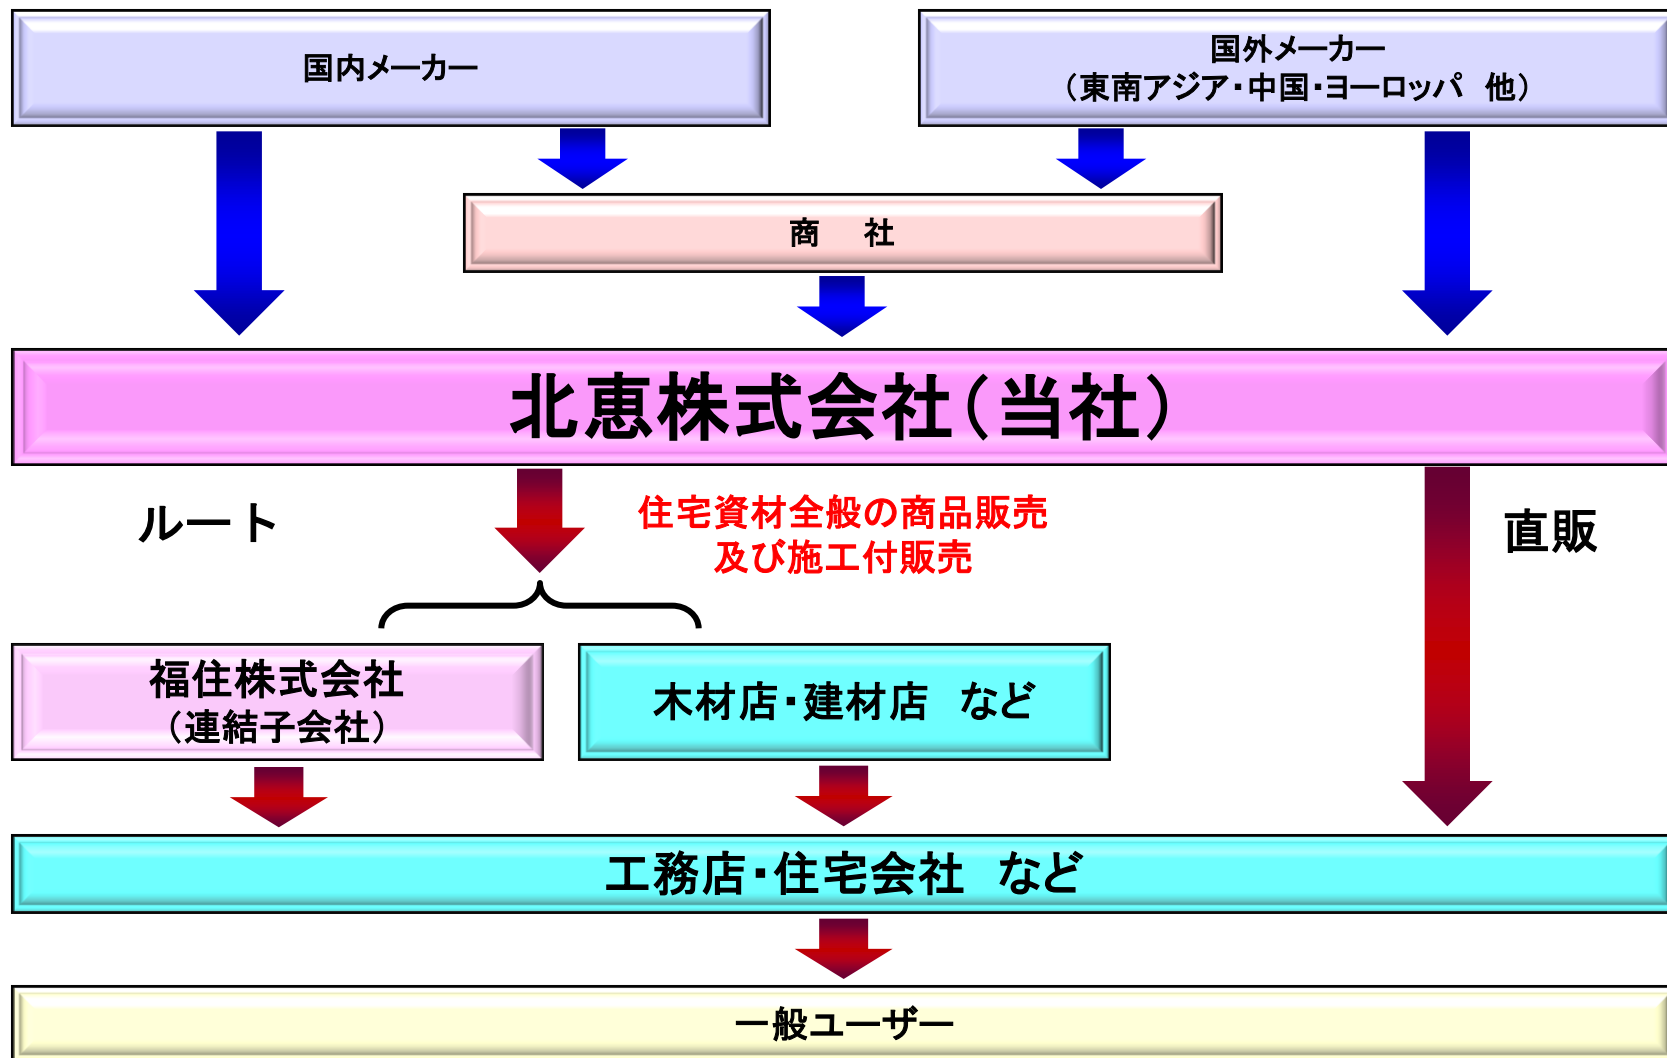 国内メーカー
国外メーカー
（東南アジア・中国・ヨーロッパ　他）
商　社
北恵株式会社（当社）
ルート
住宅資材全般の商品販売
及び施工付販売
直販
福住株式会社
（連結子会社）
木材店・建材店　など
工務店・住宅会社　など
一般ユーザー